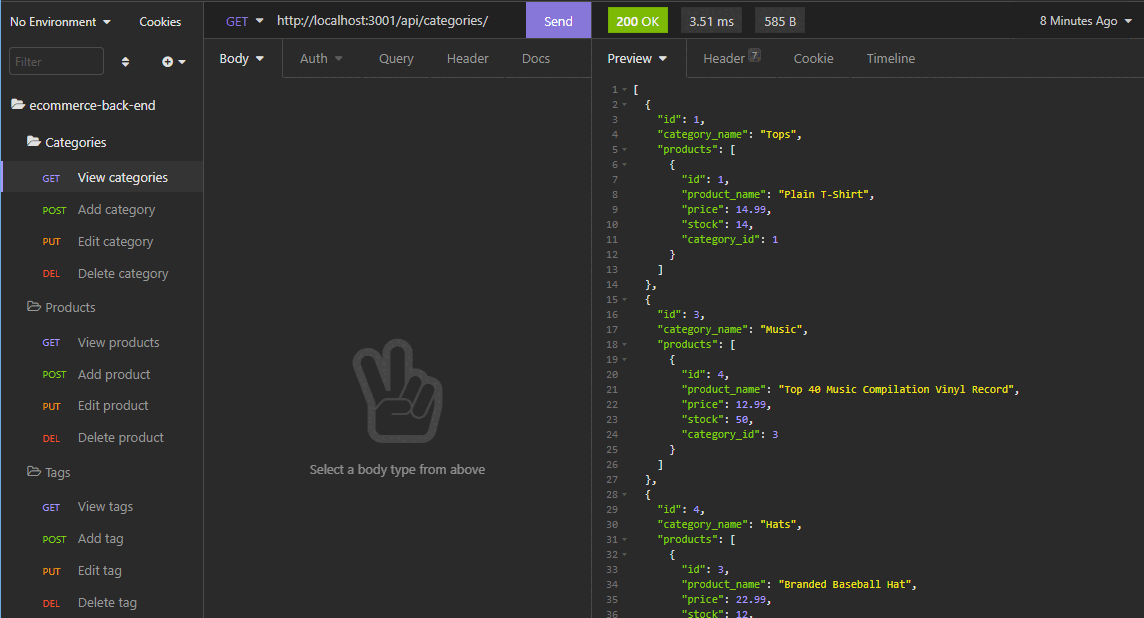 No Environment Cookies
Filter
ecommerce-back-end
Categories
GET View categories
POST Add category
PUT Edit category
DEL Delete category
Products
GET View products
POST Add product
PUT Edit product
DEL Delete product
Tags
GET View tags
POST Add tag
PUT Edit tag
DEL Delete tag
GET http://localhost:3001/api/categories/ Send
Body Auth Query Header Docs
Select a body type from above
200 OK 3.51 ms 585 B 8 Minutes Ago
Preview Header 7 Cookie Timeline
1 [
2 {
3 "id": 1,
4 "category_name": "Tops",
5 "products": [
6 {
7 "id": 1,
8 "product_name": "Plain T-Shirt",
9 "price": 14.99,
10 "stock": 14,
11 "category_id": 1
12 }
13 ]
14 },
15 {
16 "id": 3,
17 "category_name": "Music",
18 "products": [
19 {
20 "id": 4,
21 "product_name": "Top 40 Music Compilation Vinyl Record",
22 "price": 12.99,
23 "stock": 50,
24 "category_id": 3
25 }
26 ]
27 },
28 {
29 "id": 4,
30 "category_name": "Hats",
31 "products": [
32 {
33 "id": 3,
34 "product_name": "Branded Baseball Hat",
35 "price": 22.99,
36 "stock": 12,